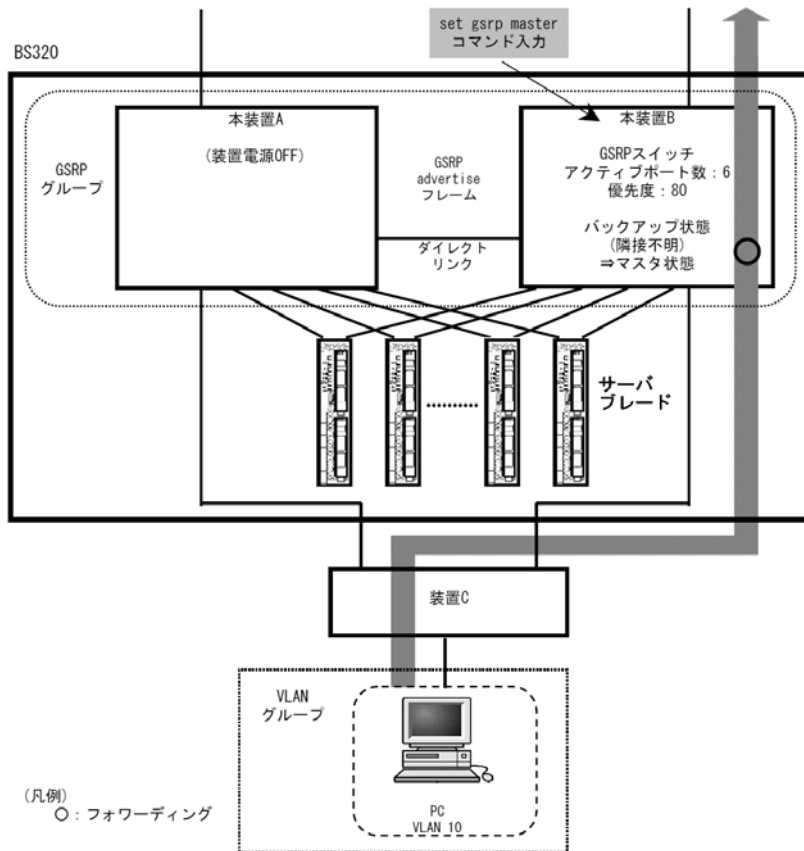 set gsrp master
コマンド入力
BS320
本装置A
(装置電源OFF)
GSRP
グループ
GSRP
advertise
フレーム
ダイレクト
リンク
本装置B
GSRPスイッチ
アクティブポート数：6
優先度：80
バックアップ状態
(隣接不明)
⇒マスタ状態
サーバ
ブレード
装置C
VLAN
グループ
PC
VLAN 10
(凡例)
○：フォワーディング